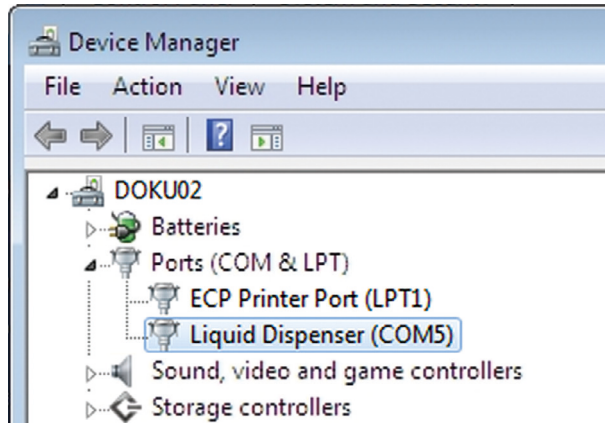 Device Manager
File Action View Help
DOKU02
Batteries
Ports (COM & LPT)
ECP Printer Port (LPT1)
Liquid Dispenser (COM5)
Sound, video and game controllers
Storage controllers